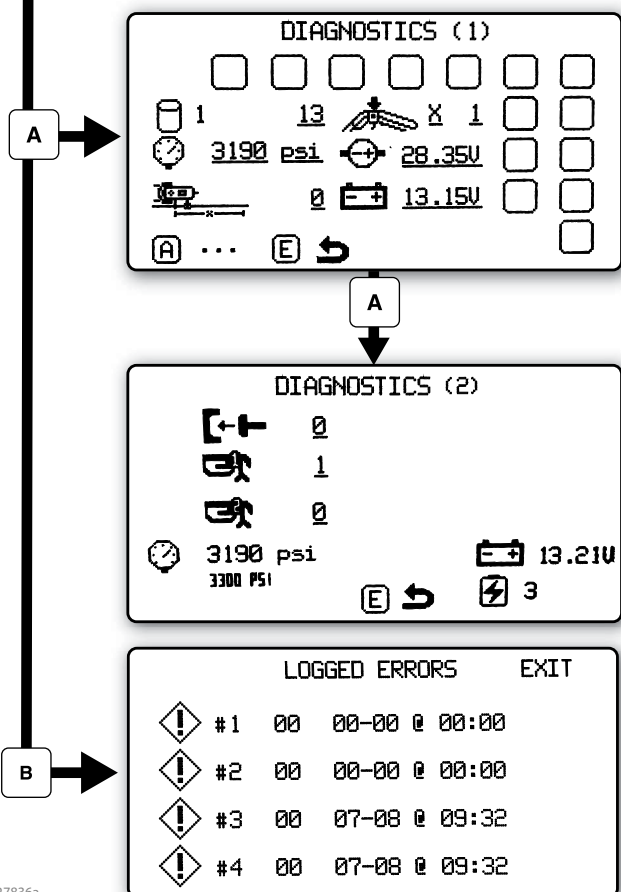 DIAGNOSTICS (1)
1 13 X 1
A
3190 psi 28.35V
- +
x 0 - + 13.15V
A ... E
A
DIAGNOSTICS (2)
0
1
0
3190 psi - + 13.21V
3300 PSI
E 3
LOGGED ERRORS EXIT
! #1 00 00-00 @ 00:00
B
! #2 00 00-00 @ 00:00
! #3 00 07-08 @ 09:32
! #4 00 07-08 @ 09:32